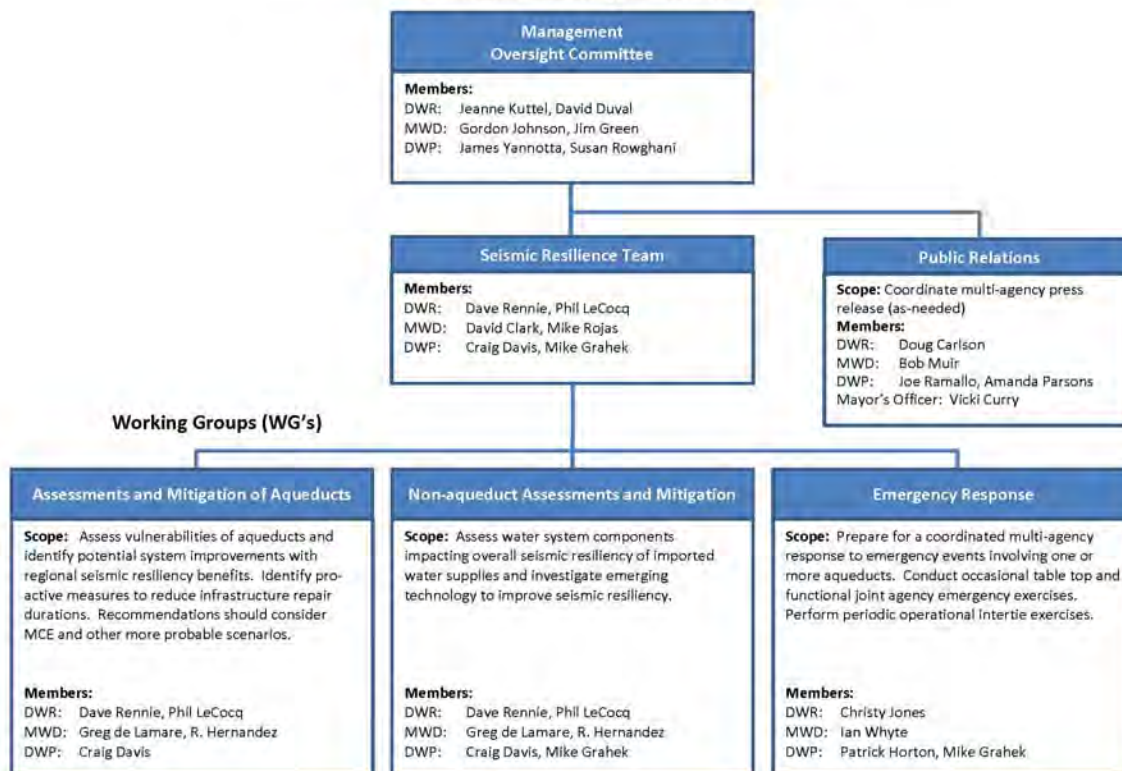 Management
Oversight Committee
Members:
DWR: Jeanne Kuttel, David Duval
MWD: Gordon Johnson, Jim Green
DWP: James Yannotta, Susan Rowghani
Seismic Resilience Team
Members:
DWR: Dave Rennie, Phil LeCocq
MWD: David Clark, Mike Rojas
DWP: Craig Davis, Mike Grahek
Public Relations
Scope: Coordinate multi-agency press
release (as-needed)
Members:
DWR: Doug Carlson
MWD: Bob Muir
DWP: Joe Ramallo, Amanda Parsons
Mayor's Officer: Vicki Curry
Working Groups (WG's)
Assessments and Mitigation of Aqueducts
Scope: Assess vulnerabilities of aqueducts and
identify potential system improvements with
regional seismic resiliency benefits. Identify pro-
active measures to reduce infrastructure repair
durations. Recommendations should consider
MCE and other more probable scenarios.
Members:
DWR: Dave Rennie, Phil LeCocq
MWD: Greg de Lamare, R. Hernandez
DWP: Craig Davis
Non-aqueduct Assessments and Mitigation
Scope: Assess water system components
impacting overall seismic resiliency of imported
water supplies and investigate emerging
technology to improve seismic resiliency.
Members:
DWR: Dave Rennie, Phil LeCocq
MWD: Greg de Lamare, R. Hernandez
DWP: Craig Davis, Mike Grahek
Emergency Response
Scope: Prepare for a coordinated multi-agency
response to emergency events involving one or
more aqueducts. Conduct occasional table top and
functional joint agency emergency exercises.
Perform periodic operational intertie exercises.
Members:
DWR: Christy Jones
MWD: Ian Whyte
DWP: Patrick Horton, Mike Grahek